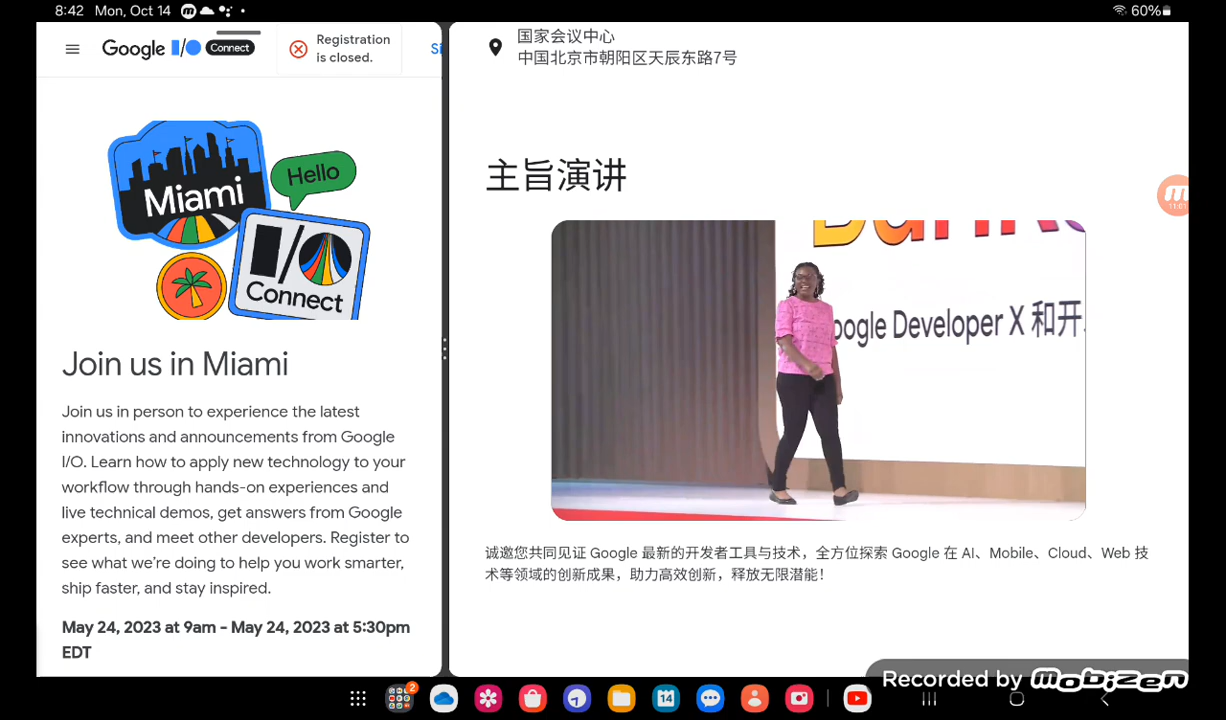 8:42 Mon, Oct 14
60%
Google I/O Connect
Registration
is closed.
Miami
Hello
I/O
Connect
Join us in Miami
Join us in person to experience the latest
innovations and announcements from Google
I/O. Learn how to apply new technology to your
workflow through hands-on experiences and
live technical demos, get answers from Google
experts, and meet other developers. Register to
see what we're doing to help you work smarter,
ship faster, and stay inspired.
May 24, 2023 at 9am - May 24, 2023 at 5:30pm
EDT
国家会议中心
中国北京市朝阳区天辰东路7号
主旨演讲
oogle Developer X 和开
诚邀您共同见证 Google 最新的开发者工具与技术，全方位探索 Google 在 AI、Mobile、Cloud、Web 技
术等领域的创新成果，助力高效创新，释放无限潜能！
11:01
2
14
Recorded by mobizen